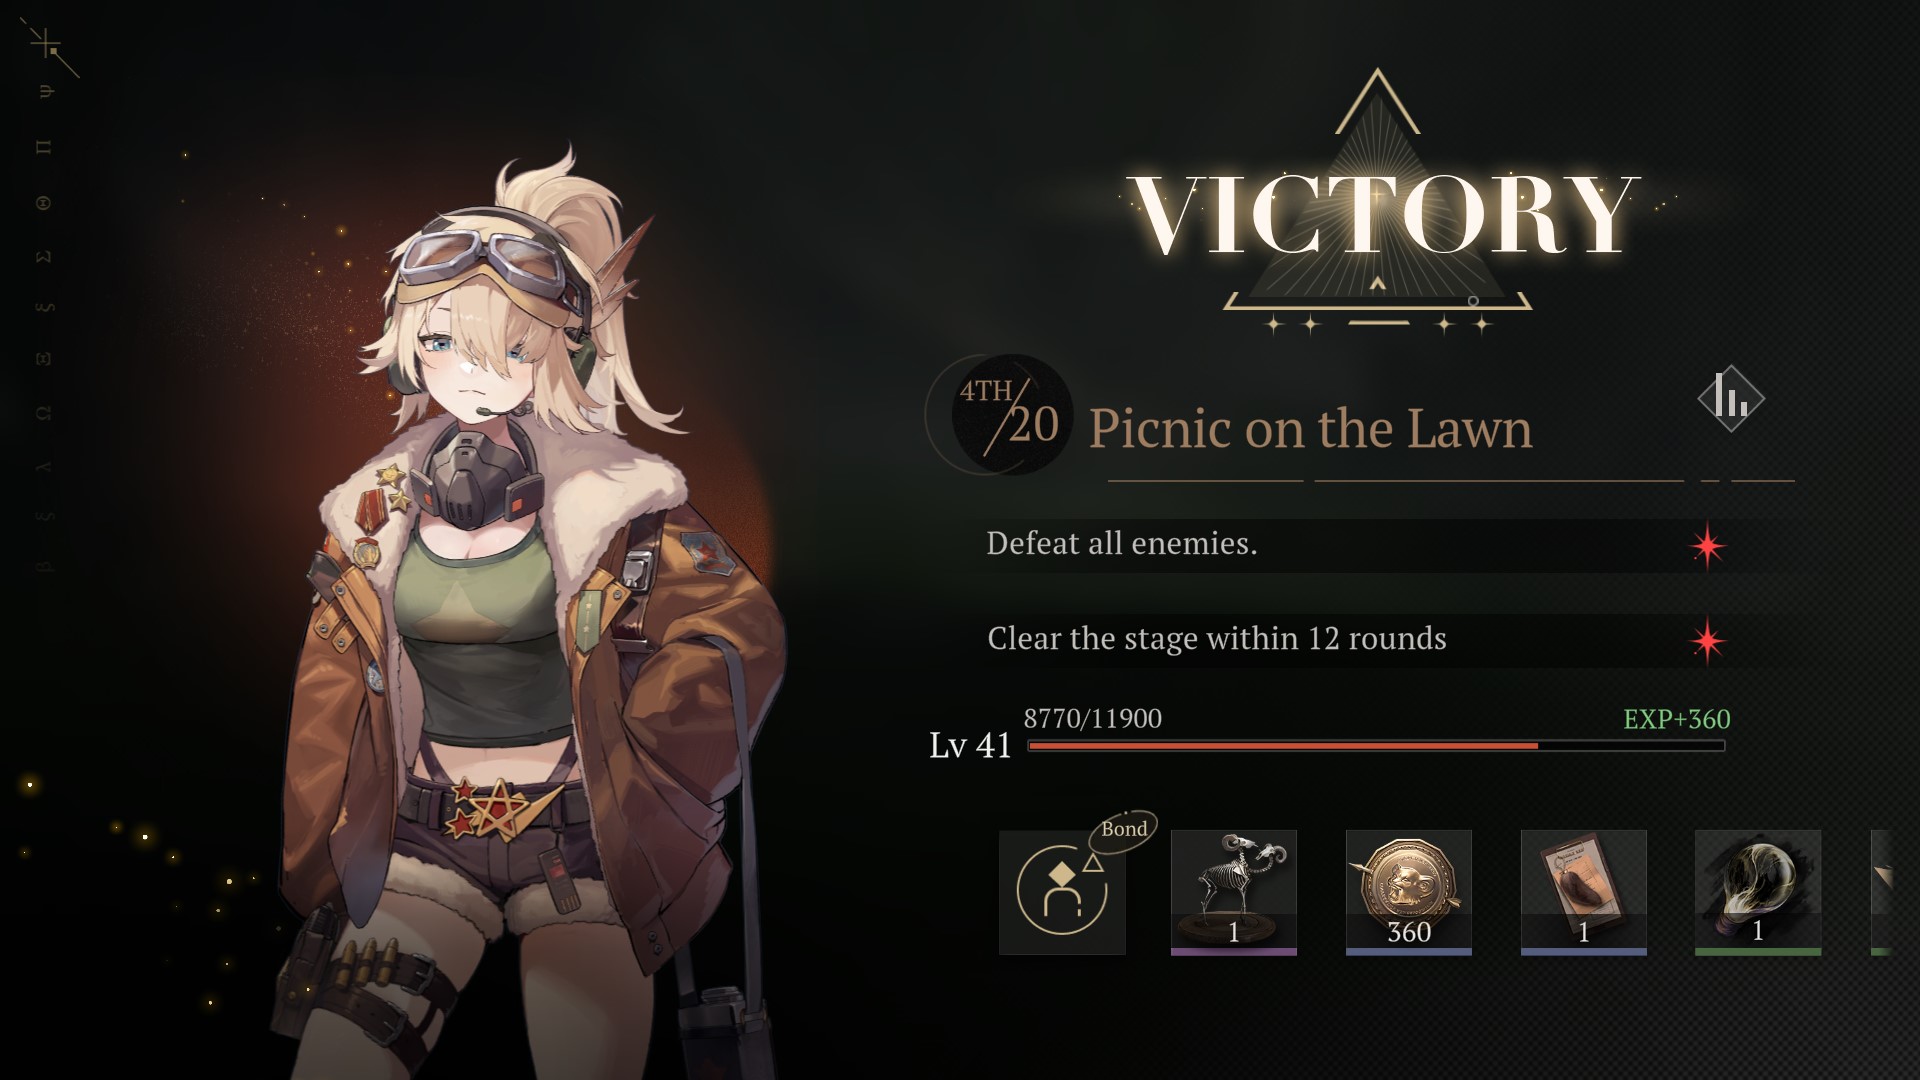 ψ
Π
Θ
Σ
ξ
Ξ
Ω
λ
ξ
β
VICTORY
4TH/20
Picnic on the Lawn
Defeat all enemies.
Clear the stage within 12 rounds
8770/11900
EXP+360
Lv 41
Bond
1
360
1
1